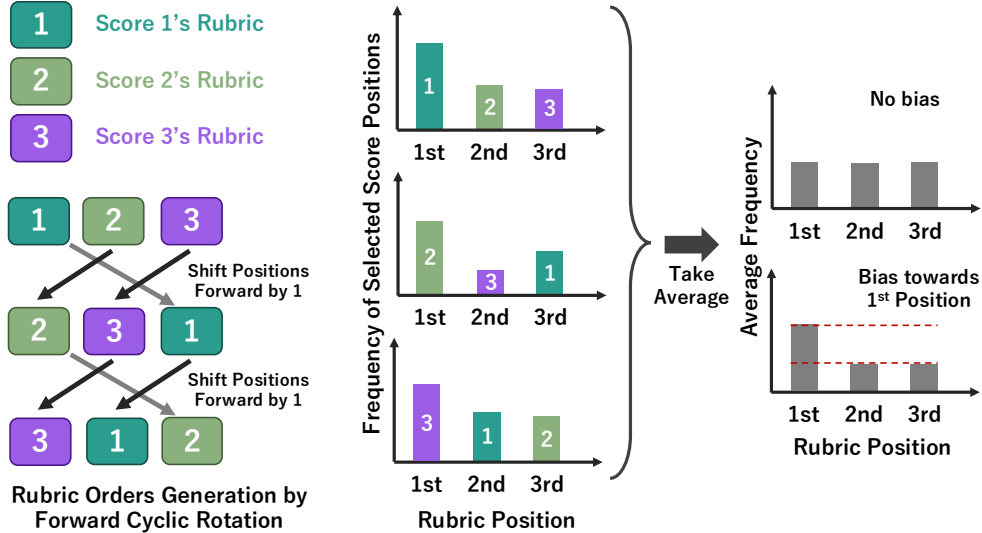 1 Score 1's Rubric
2 Score 2's Rubric
3 Score 3's Rubric
1 2 3
Shift Positions
Forward by 1
2 3 1
Shift Positions
Forward by 1
3 1 2
Rubric Orders Generation by
Forward Cyclic Rotation
Frequency of Selected Score Positions
1 2 3
1st 2nd 3rd
2 3 1
1st 2nd 3rd
3 1 2
1st 2nd 3rd
Rubric Position
Take
Average
Average Frequency
No bias
1st 2nd 3rd
Bias towards
1st Position
1st 2nd 3rd
Rubric Position